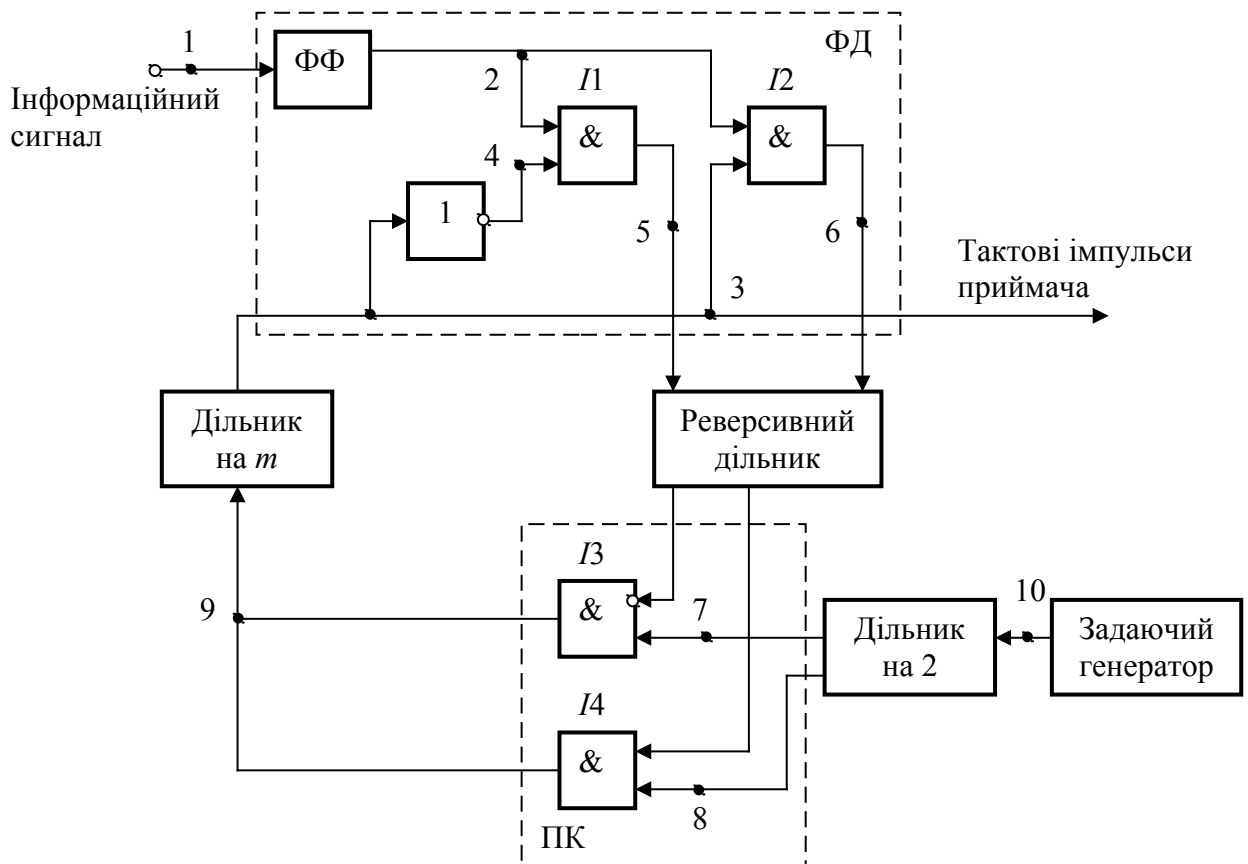 1
ФФ
ФД
Інформаційний
сигнал
2
I1
&
I2
&
4
1
5
6
3
Тактові імпульси
приймача
Дільник
на m
Реверсивний
дільник
I3
&
9
7
10
Дільник
на 2
Задаючий
генератор
I4
&
8
ПК